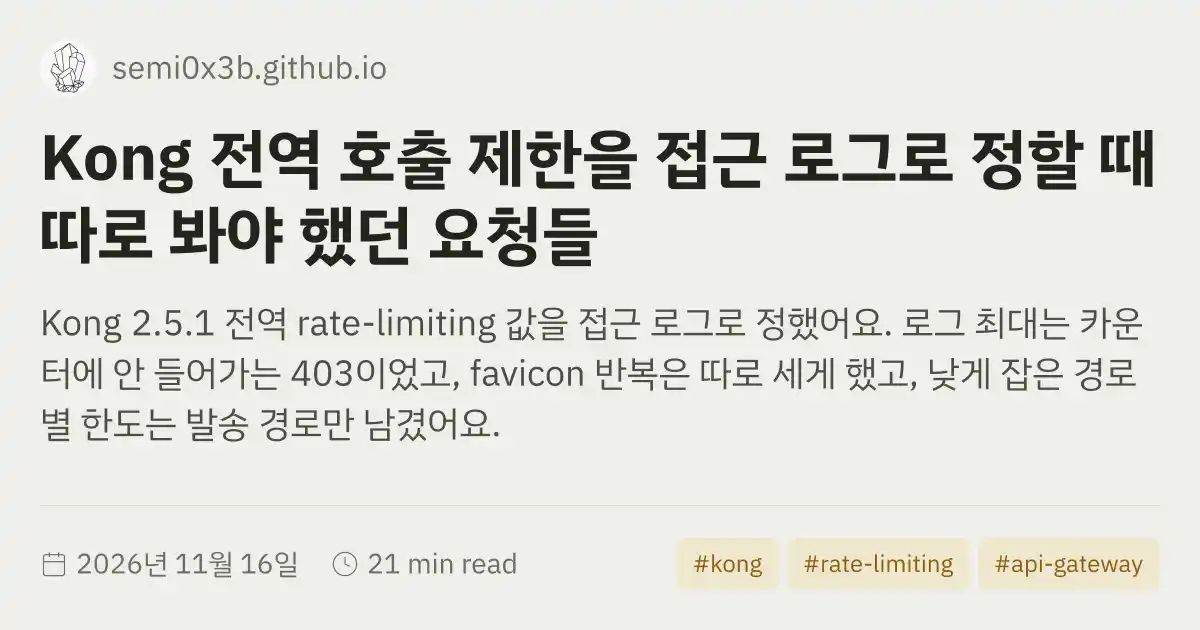 semi0x3b.github.io
Kong 전역 호출 제한을 접근 로그로 정할 때
따로 봐야 했던 요청들
Kong 2.5.1 전역 rate-limiting 값을 접근 로그로 정했어요. 로그 최대는 카운
터에 안 들어가는 403이었고, favicon 반복은 따로 세게 했고, 낮게 잡은 경로
별 한도는 발송 경로만 남겼어요.
2026년 11월 16일
21 min read
#kong
#rate-limiting
#api-gateway